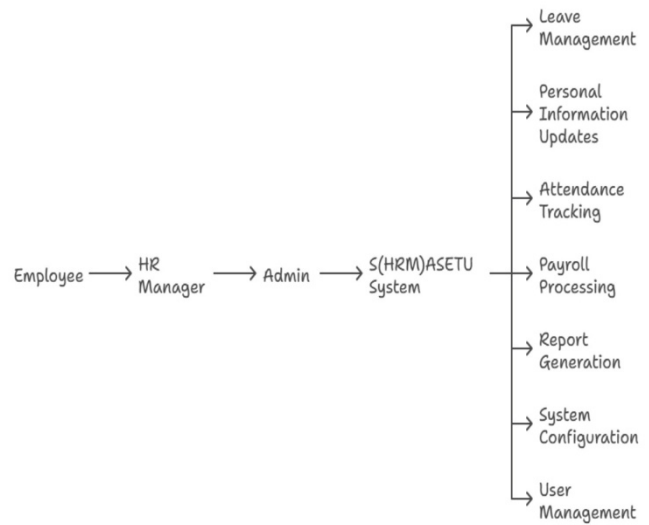 Leave
Management
Personal
Information
Updates
Attendance
Tracking
Employee
HR
Manager
Admin
S(HRM)ASETU
System
Payroll
Processing
Report
Generation
System
Configuration
User
Management